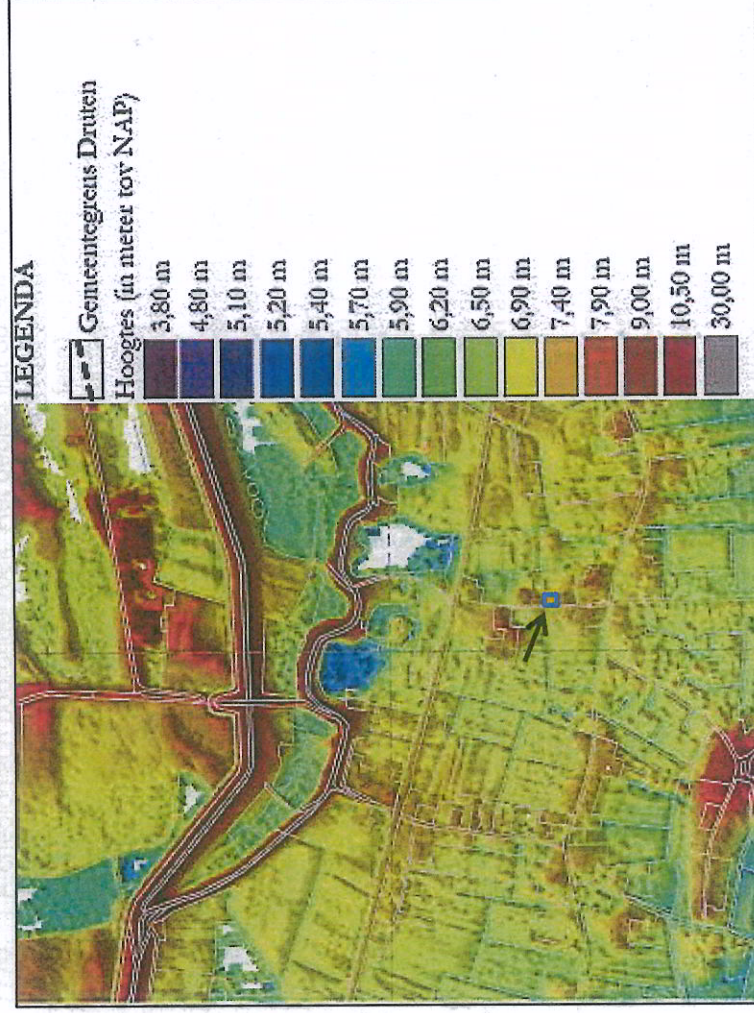 LEGENDA
Gemeentegrens Druten
Hoogtes (in meter tov NAP)
3,80 m
4,80 m
5,10 m
5,20 m
5,40 m
5,70 m
5,90 m
6,20 m
6,50 m
6,90 m
7,40 m
7,90 m
9,00 m
10,50 m
30,00 m